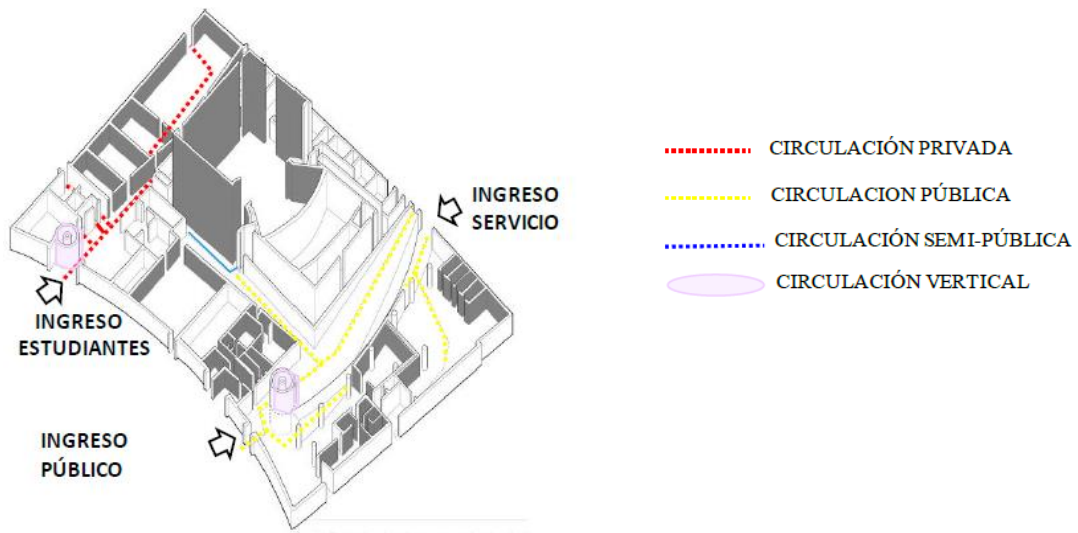 INGRESO
SERVICIO
INGRESO
ESTUDIANTES
INGRESO
PÚBLICO
CIRCULACIÓN PRIVADA
CIRCULACION PÚBLICA
CIRCULACIÓN SEMI-PÚBLICA
CIRCULACIÓN VERTICAL